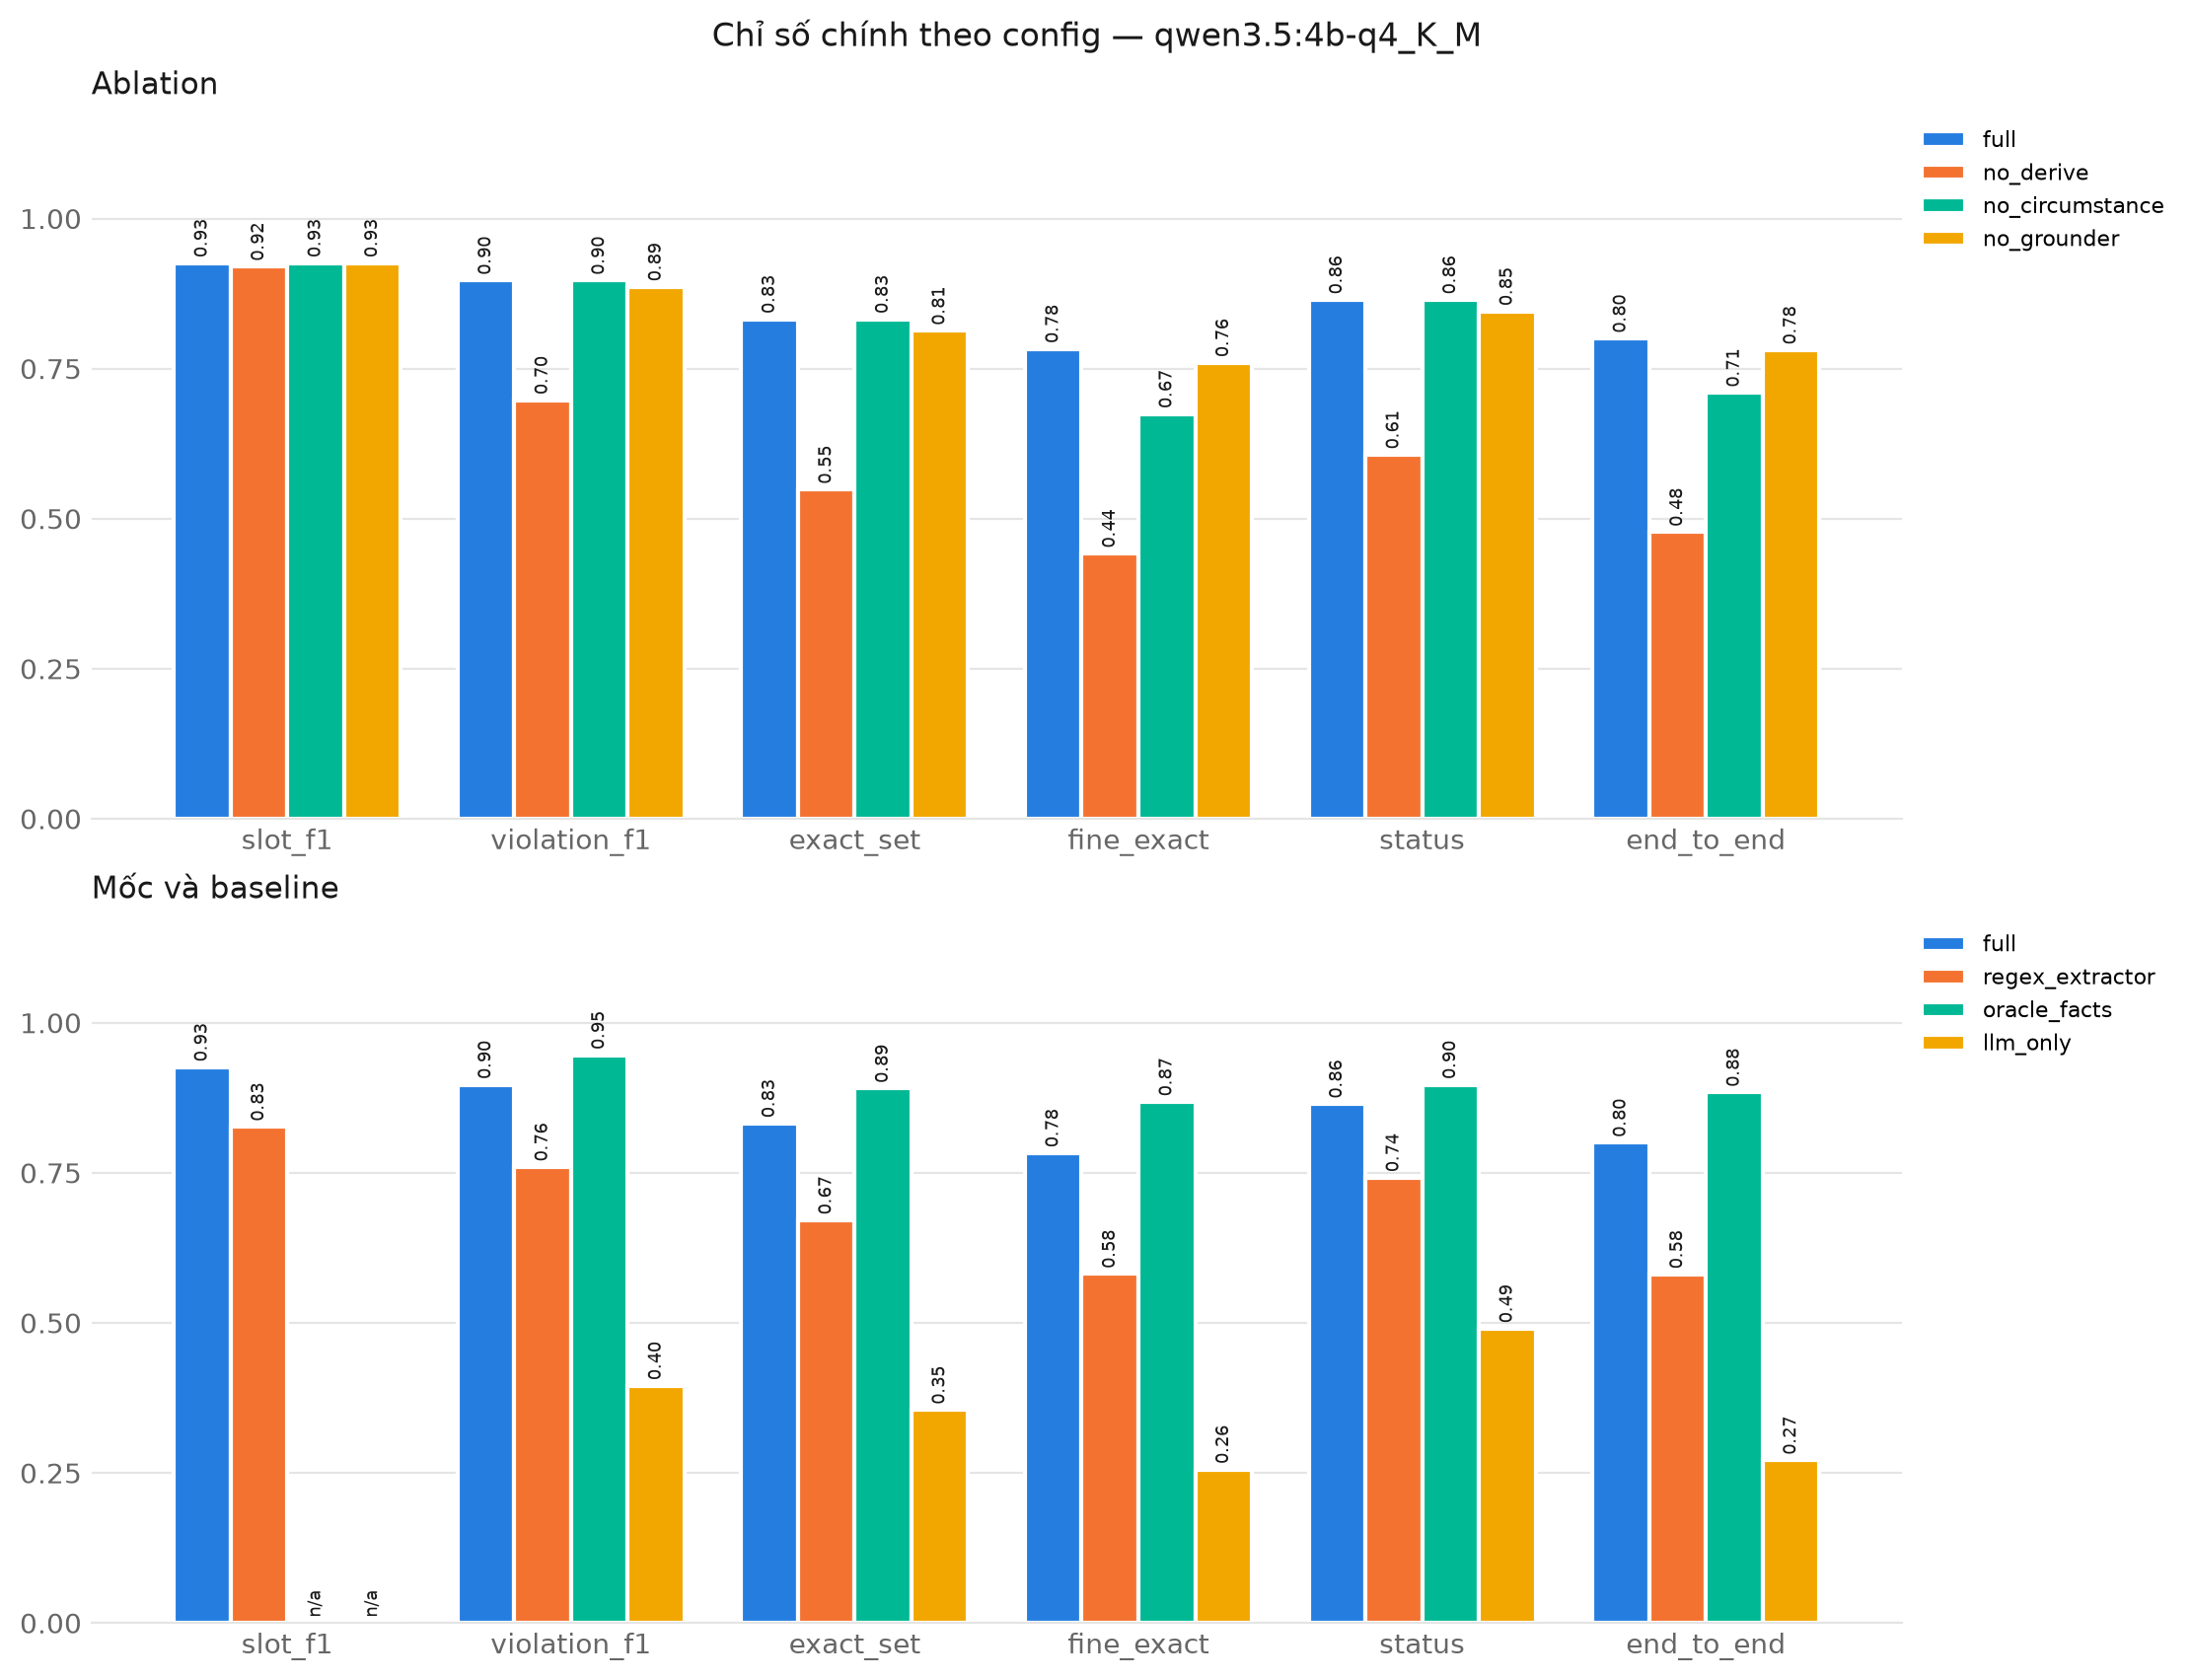 Chỉ số chính theo config — qwen3.5:4b-q4_K_M
Ablation
full
no_derive
no_circumstance
no_grounder
1.00
0.75
0.50
0.25
0.00
0.93 0.92 0.93 0.93
0.90 0.70 0.90 0.89
0.83 0.55 0.83 0.81
0.78 0.44 0.67 0.76
0.86 0.61 0.86 0.85
0.80 0.48 0.71 0.78
slot_f1 violation_f1 exact_set fine_exact status end_to_end
Mốc và baseline
full
regex_extractor
oracle_facts
llm_only
1.00
0.75
0.50
0.25
0.00
0.93 0.83 n/a n/a
0.90 0.76 0.95 0.40
0.83 0.67 0.89 0.35
0.78 0.58 0.87 0.26
0.86 0.74 0.90 0.49
0.80 0.58 0.88 0.27
slot_f1 violation_f1 exact_set fine_exact status end_to_end